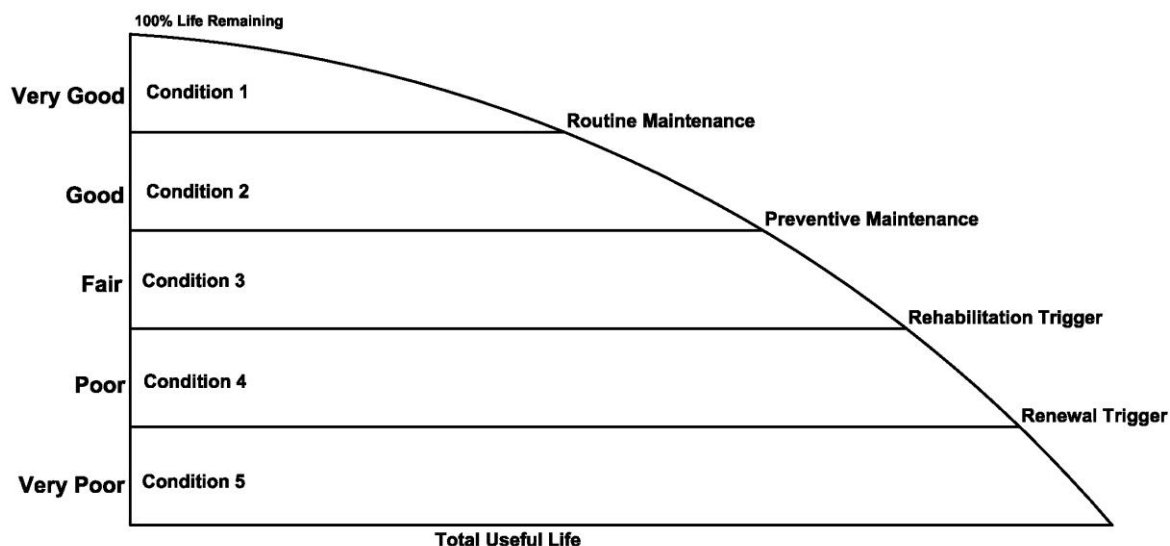 100% Life Remaining
Very Good
Condition 1
Routine Maintenance
Good
Condition 2
Preventive Maintenance
Fair
Condition 3
Rehabilitation Trigger
Poor
Condition 4
Renewal Trigger
Very Poor
Condition 5
Total Useful Life